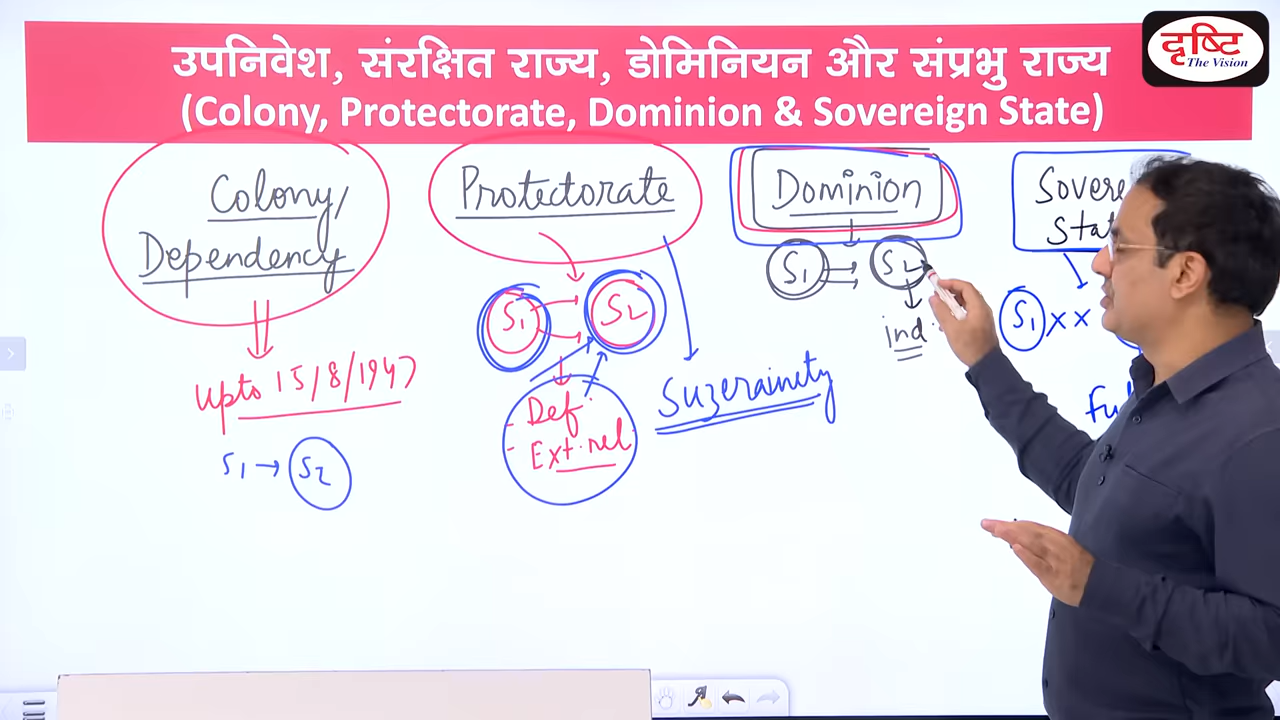 उपनिवेश, संरक्षित राज्य, डोमिनियन और संप्रभु राज्य
(Colony, Protectorate, Dominion & Sovereign State)
दृष्टि
The Vision
Colony/
Dependency
Upto 15/8/1947
S1 → S2
Protectorate
S1 S2
Def.
Ext. rel.
Suzerainety
Dominion
S1 S2
ind.
S1 x x